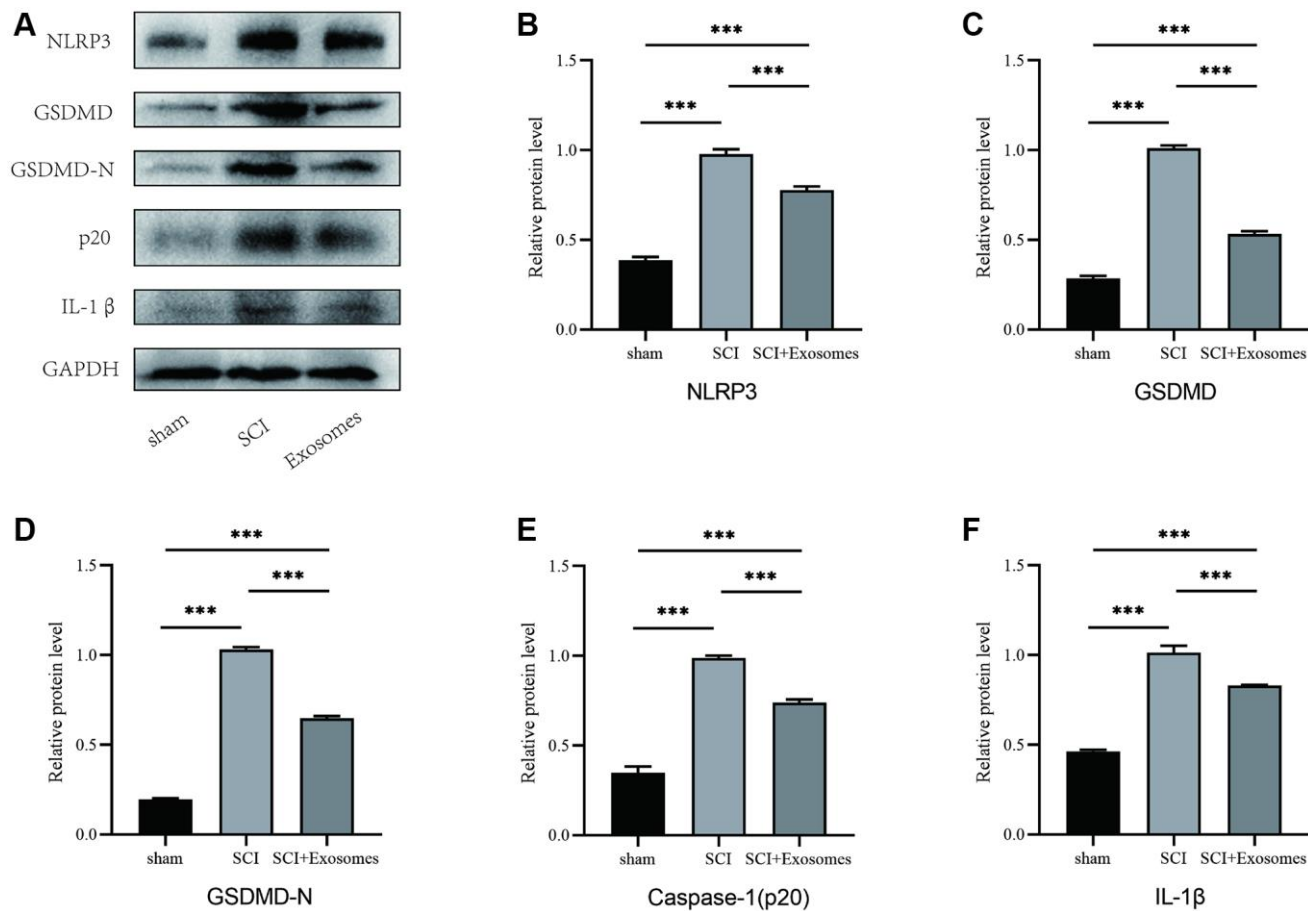 A
NLRP3
GSDMD
GSDMD-N
p20
IL-1 β
GAPDH
sham
SCI
Exosomes
B
***
***
***
1.5
1.0
0.5
0.0
Relative protein level
sham SCI SCI+Exosomes
NLRP3
C
***
***
***
1.5
1.0
0.5
0.0
Relative protein level
sham SCI SCI+Exosomes
GSDMD
D
***
***
***
1.5
1.0
0.5
0.0
Relative protein level
sham SCI SCI+Exosomes
GSDMD-N
E
***
***
***
1.5
1.0
0.5
0.0
Relative protein level
sham SCI SCI+Exosomes
Caspase-1(p20)
F
***
***
***
1.5
1.0
0.5
0.0
Relative protein level
sham SCI SCI+Exosomes
IL-1β